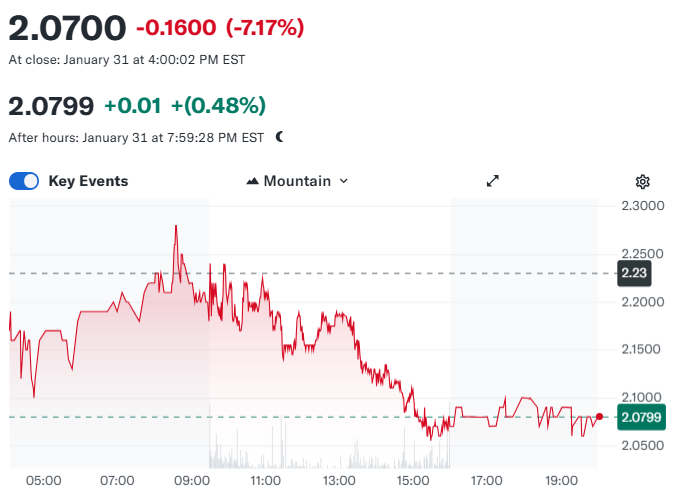 2.0700 -0.1600 (-7.17%)
At close: January 31 at 4:00:02 PM EST
2.0799 +0.01 +(0.48%)
After hours: January 31 at 7:59:28 PM EST
Key Events Mountain
2.3000
2.2500
2.23
2.2000
2.1500
2.1000
2.0799
2.0500
05:00 07:00 09:00 11:00 13:00 15:00 17:00 19:00